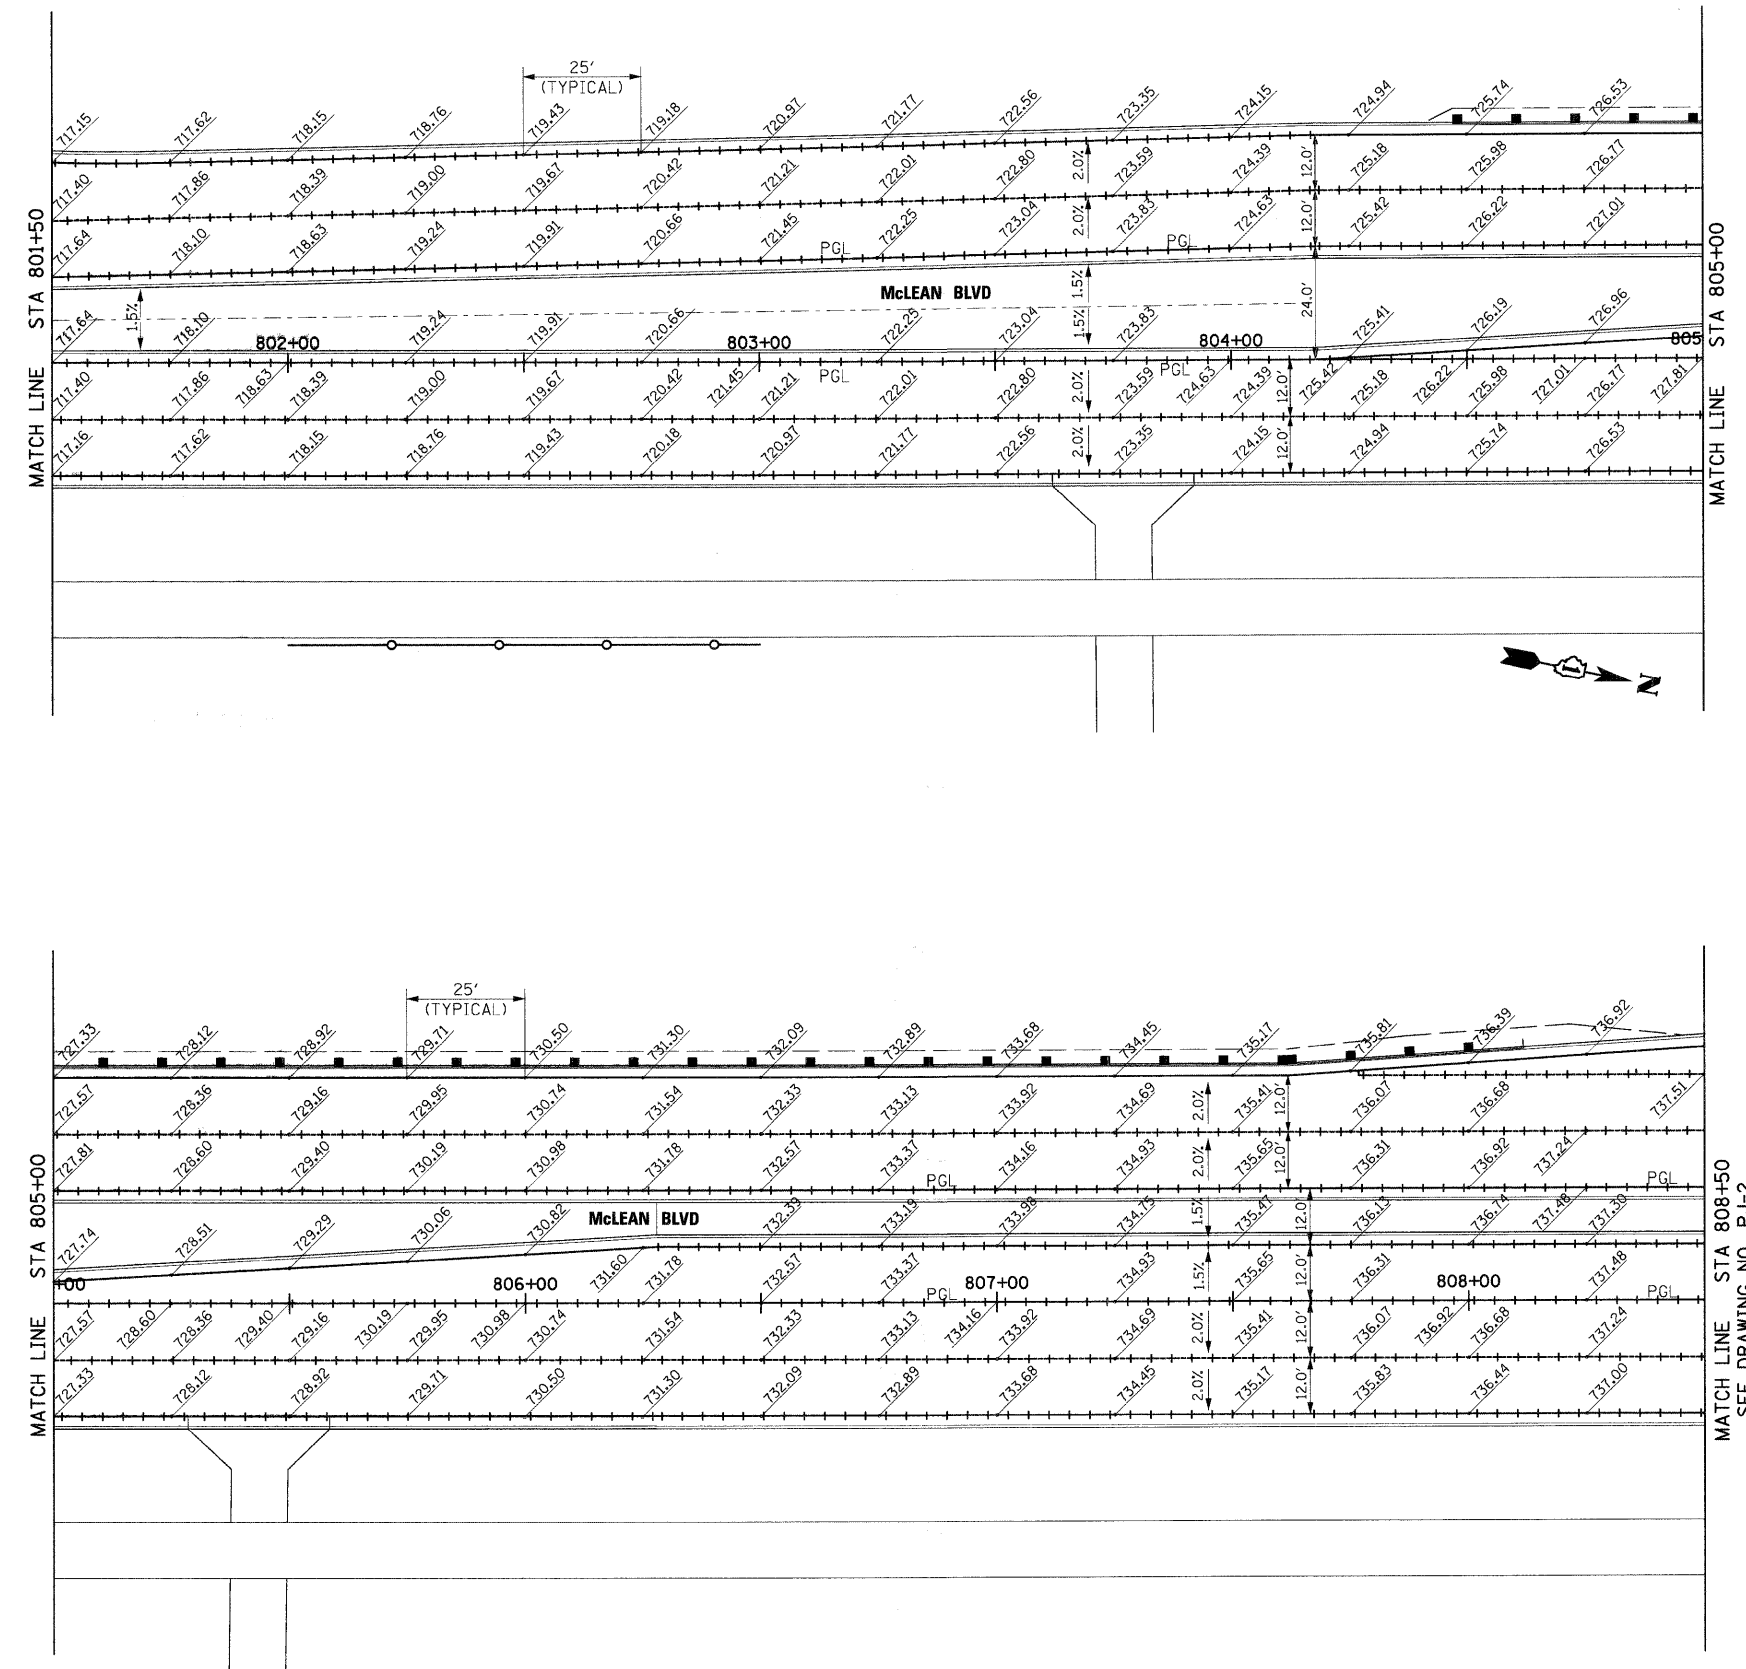 25'
(TYPICAL)
717.15 717.62 718.15 718.76 719.43 719.18 720.97 721.77 722.56 723.35 724.15 724.94 725.74 726.53
717.40 717.86 718.39 719.00 719.67 720.42 721.21 722.01 722.80 2.0% 723.59 724.39 12.0' 725.18 725.98 726.77
717.64 718.10 718.63 719.24 719.91 720.66 721.45 PGL 722.25 723.04 2.0% 723.83 PGL 724.63 12.0' 725.42 726.22 727.01
McLEAN BLVD
1.5% 1.5% 1.5% 24.0'
717.64 718.10 719.24 719.91 720.66 722.25 723.04 723.83 725.41 726.19 726.96
802+00 803+00 804+00 805
PGL PGL
717.40 717.86 718.63 718.39 719.00 719.67 720.42 721.45 721.21 722.01 722.80 2.0% 723.59 724.63 724.39 12.0' 725.42 725.18 726.22 725.98 727.01 726.77 727.81
717.16 717.62 718.15 718.76 719.43 720.18 720.97 721.77 722.56 2.0% 723.35 724.15 12.0' 724.94 725.74 726.53
MATCH LINE STA 801+50
MATCH LINE STA 805+00
1
N
25'
(TYPICAL)
727.33 728.12 728.92 729.71 730.50 731.30 732.09 732.89 733.68 734.45 735.17 735.81 736.39 736.92
727.57 728.36 729.16 729.95 730.74 731.54 732.33 733.13 733.92 734.69 2.0% 735.41 12.0' 736.07 736.68 737.51
727.81 728.60 729.40 730.19 730.98 731.78 732.57 733.37 PGL 734.16 734.93 2.0% 735.65 12.0' 736.31 736.92 737.24 PGL
727.74 728.51 729.29 730.06 730.82 McLEAN BLVD 732.39 733.19 733.98 734.75 1.5% 735.47 12.0' 736.13 736.74 737.48 737.30
731.60 731.78 732.57 733.37 734.93 1.5% 735.65 12.0' 736.31 737.48
+00 806+00 807+00 808+00
PGL PGL
727.57 728.60 728.36 729.40 729.16 730.19 729.95 730.98 730.74 731.54 732.33 733.13 734.16 733.92 734.69 2.0% 735.41 12.0' 736.07 736.92 736.68 737.24
727.33 728.12 728.92 729.71 730.50 731.30 732.09 732.89 733.68 734.45 2.0% 735.17 12.0' 735.83 736.44 737.00
MATCH LINE STA 805+00
MATCH LINE STA 808+50
SEE DRAWING NO. PJ-2